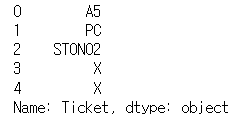 0 A5
1 PC
2 STONO2
3 X
4 X
Name: Ticket, dtype: object